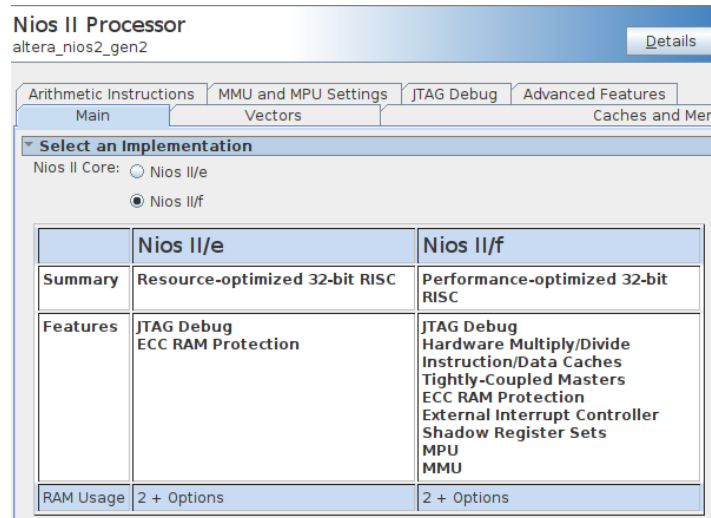 Nios II Processor
altera_nios2_gen2
Details
Arithmetic Instructions MMU and MPU Settings JTAG Debug Advanced Features
Main Vectors Caches and Mer
Select an Implementation
Nios II Core: Nios II/e
Nios II/f
Nios II/e Nios II/f
Summary Resource-optimized 32-bit RISC Performance-optimized 32-bit
RISC
Features JTAG Debug JTAG Debug
ECC RAM Protection Hardware Multiply/Divide
Instruction/Data Caches
Tightly-Coupled Masters
ECC RAM Protection
External Interrupt Controller
Shadow Register Sets
MPU
MMU
RAM Usage 2 + Options 2 + Options